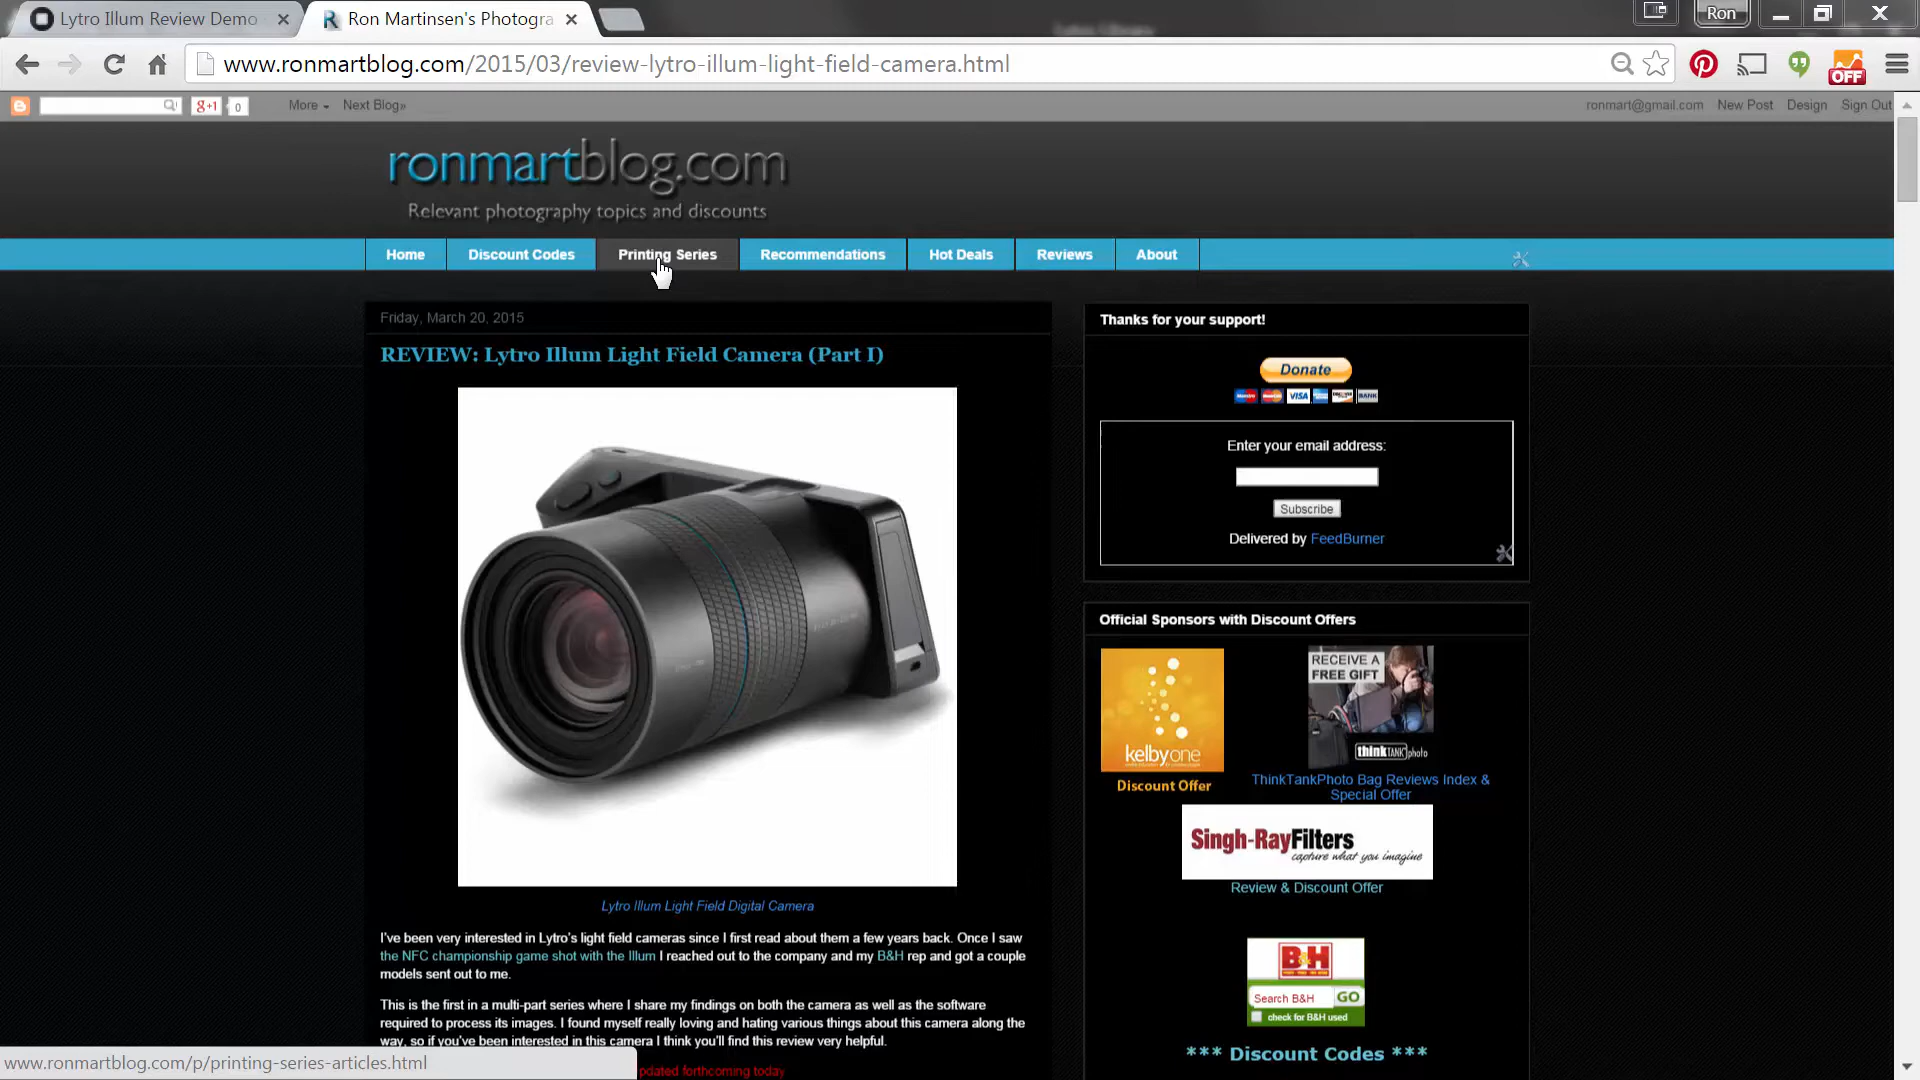 Lytro Illum Review Demo
Ron Martinsen's Photogra
Ron
www.ronmartblog.com/2015/03/review-lytro-illum-light-field-camera.html
OFF
g+1 0 More Next Blog»
ronmart@gmail.com New Post Design Sign Out
ronmartblog.com
Relevant photography topics and discounts
Home Discount Codes Printing Series Recommendations Hot Deals Reviews About
Friday, March 20, 2015
REVIEW: Lytro Illum Light Field Camera (Part I)
Lytro Illum Light Field Digital Camera
I've been very interested in Lytro's light field cameras since I first read about them a few years back. Once I saw
the NFC championship game shot with the Illum I reached out to the company and my B&H rep and got a couple
models sent out to me.
This is the first in a multi-part series where I share my findings on both the camera as well as the software
required to process its images. I found myself really loving and hating various things about this camera along the
way, so if you've been interested in this camera I think you'll find this review very helpful.
pdated forthcoming today
Thanks for your support!
Donate
VISA
BANK
Enter your email address:
Subscribe
Delivered by FeedBurner
Official Sponsors with Discount Offers
kelbyone
Discount Offer
RECEIVE A
FREE GIFT
thinkTANKphoto
ThinkTankPhoto Bag Reviews Index &
Special Offer
Singh-RayFilters
capture what you imagine
Review & Discount Offer
B&H
Search B&H GO
check for B&H used
*** Discount Codes ***
www.ronmartblog.com/p/printing-series-articles.html